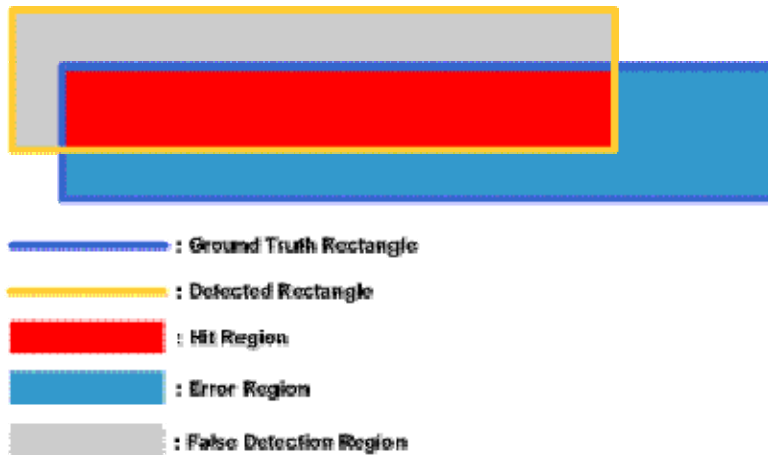 : Ground Truth Rectangle
: Detected Rectangle
: Hit Region
: Error Region
: False Detection Region